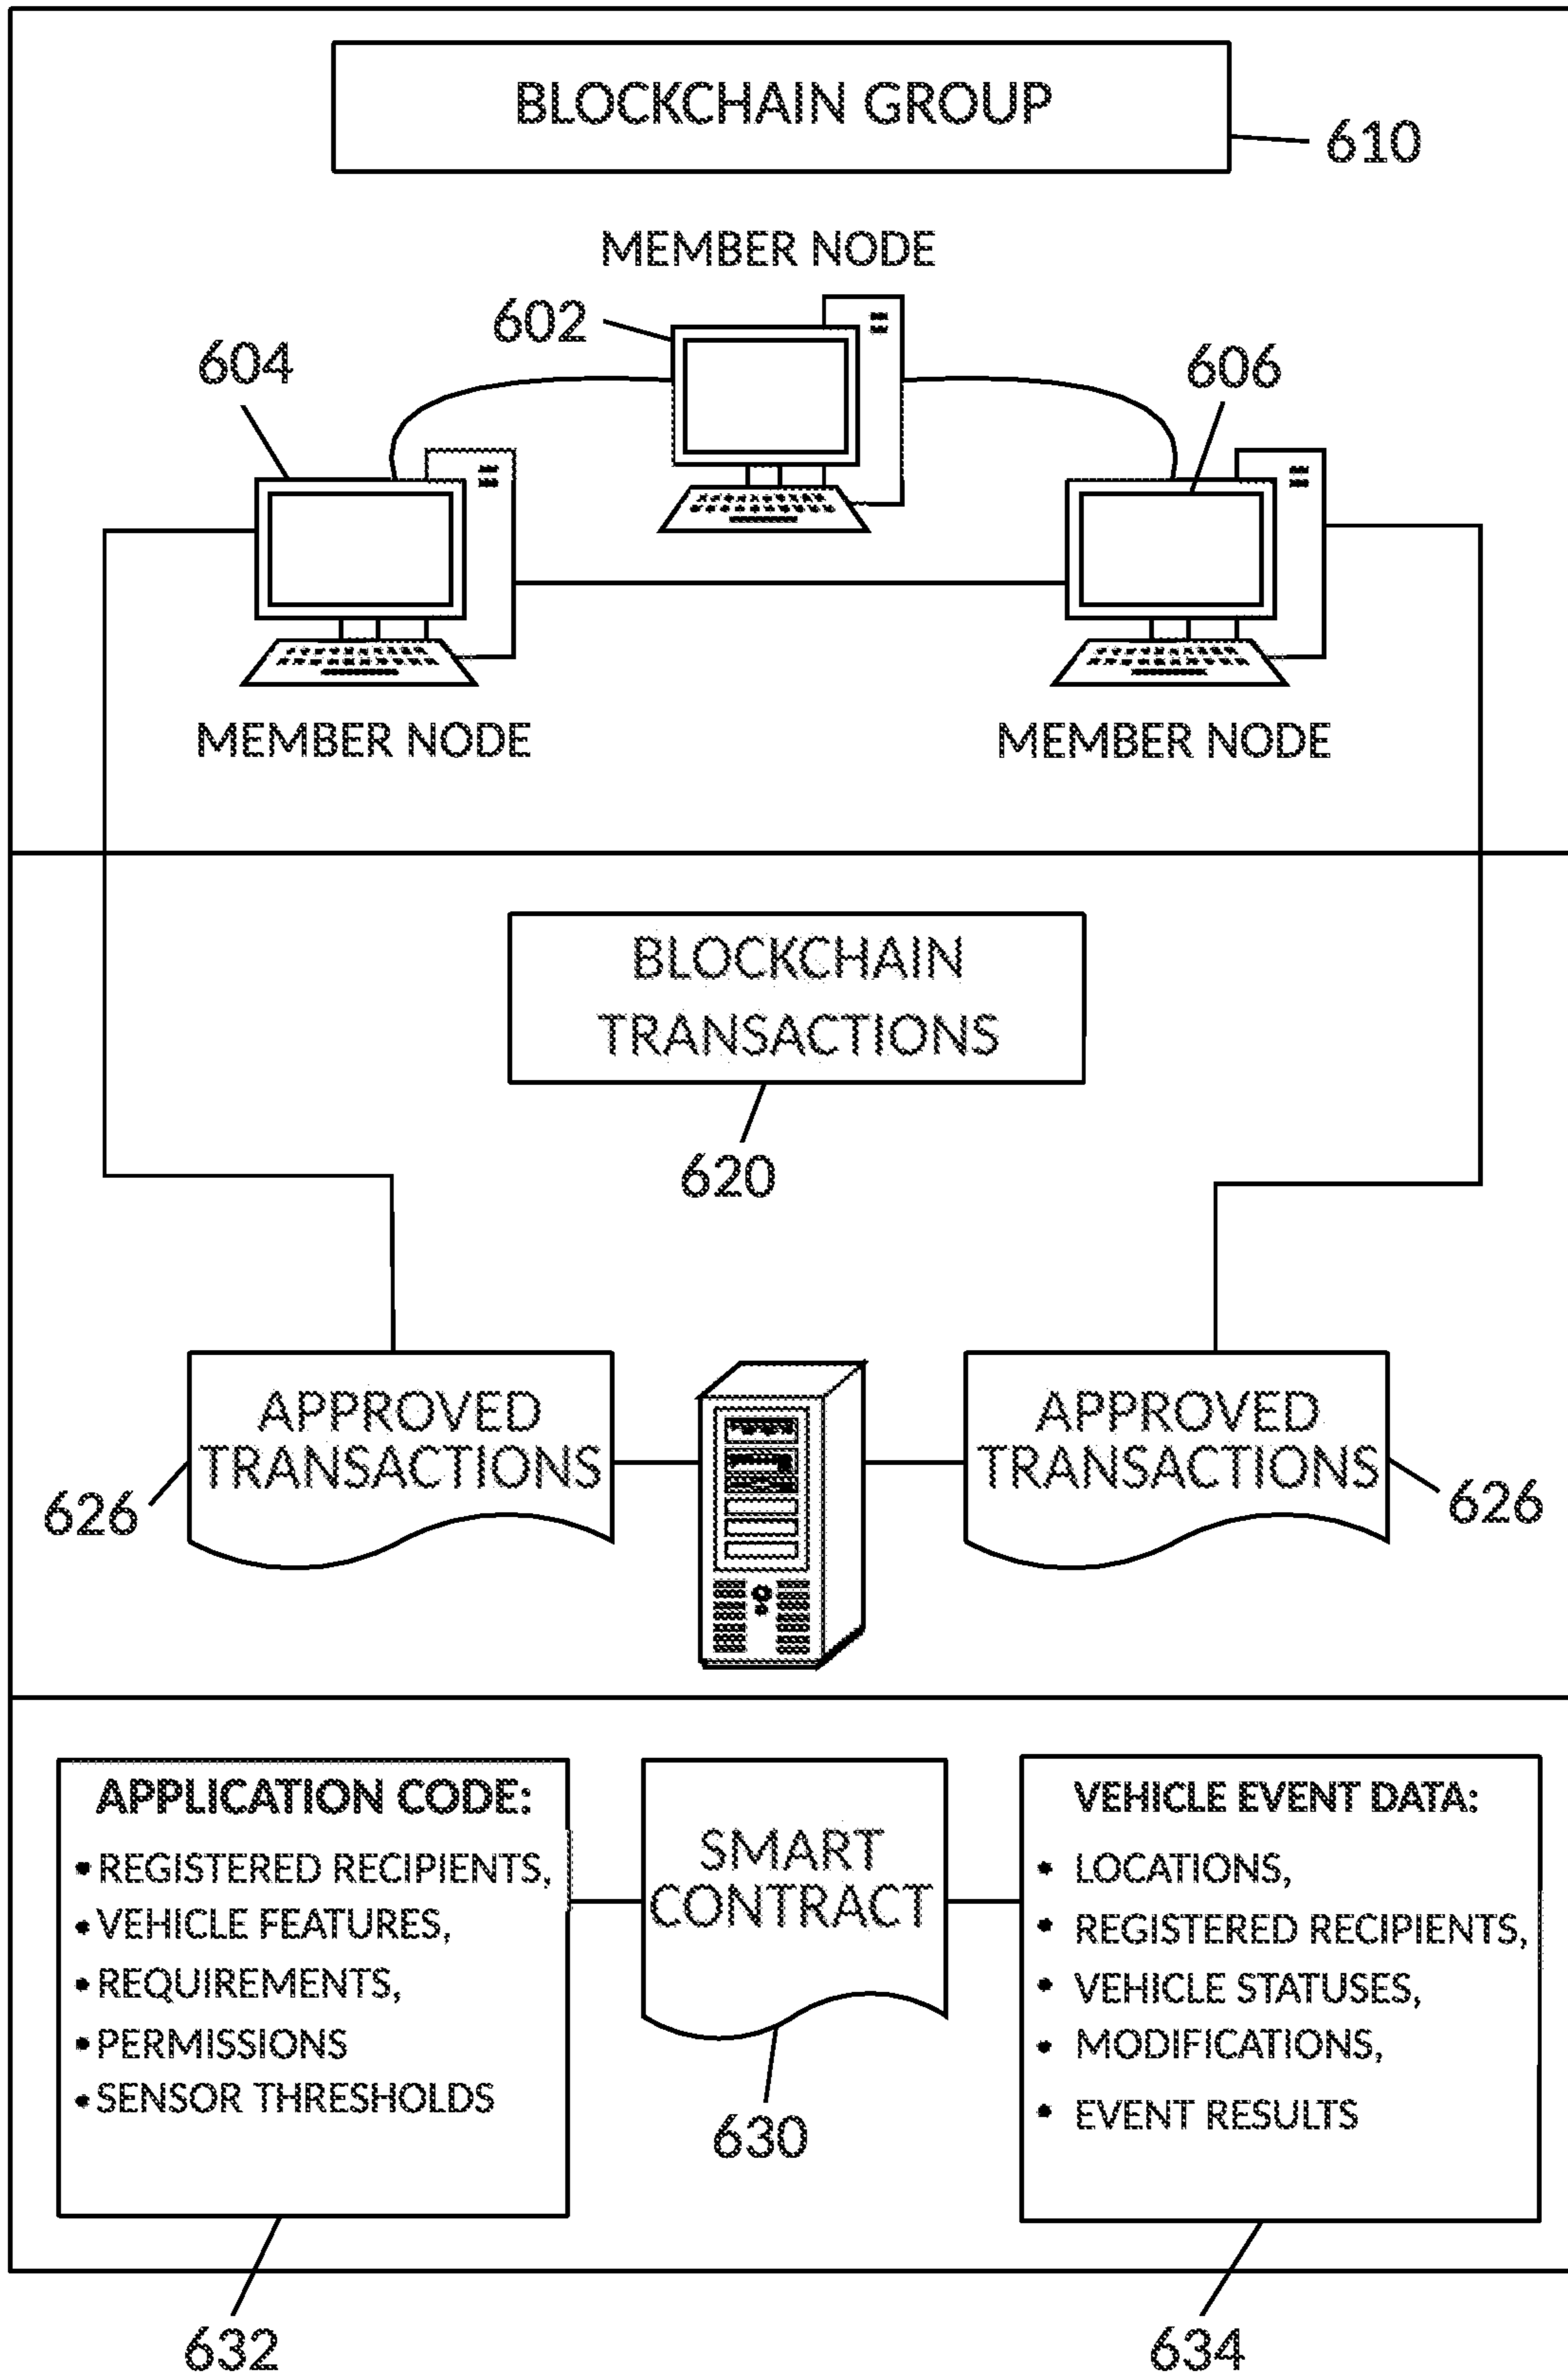 BLOCKCHAIN GROUP
610
MEMBER NODE
602
604
606
MEMBER NODE
MEMBER NODE
BLOCKCHAIN
TRANSACTIONS
620
APPROVED
TRANSACTIONS
626
APPROVED
TRANSACTIONS
626
APPLICATION CODE:
• REGISTERED RECIPIENTS,
• VEHICLE FEATURES,
• REQUIREMENTS,
• PERMISSIONS
• SENSOR THRESHOLDS
632
SMART
CONTRACT
630
VEHICLE EVENT DATA:
• LOCATIONS,
• REGISTERED RECIPIENTS,
• VEHICLE STATUSES,
• MODIFICATIONS,
• EVENT RESULTS
634